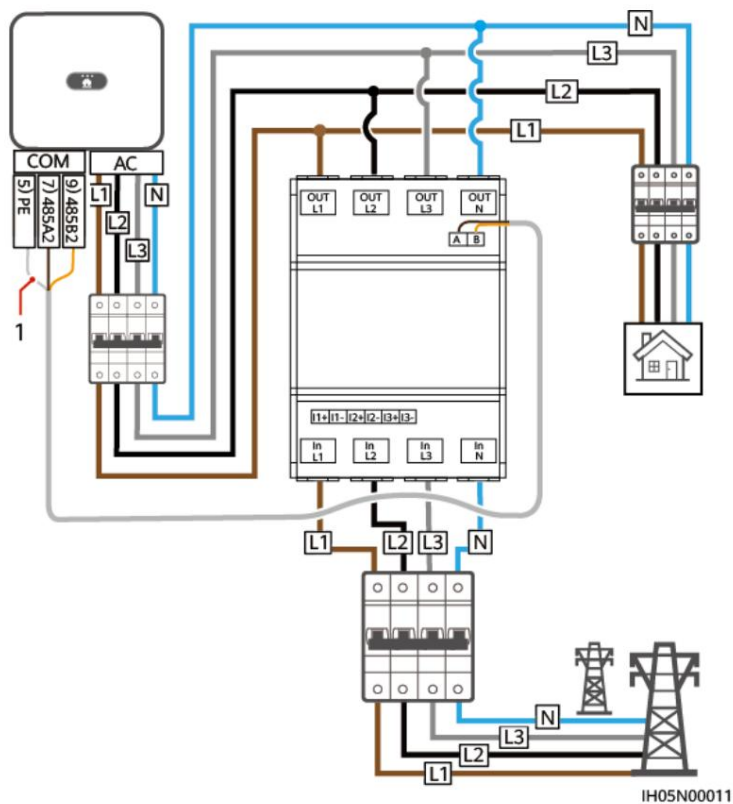 N
L3
L2
L1
COM
AC
5) PE
7) 485A2
9) 485B2
L1
L2
L3
N
1
OUT
L1
OUT
L2
OUT
L3
OUT
N
A
B
I1+ I1- I2+ I2- I3+ I3-
In
L1
In
L2
In
L3
In
N
L1
L2
L3
N
N
L3
L2
L1
IH05N00011